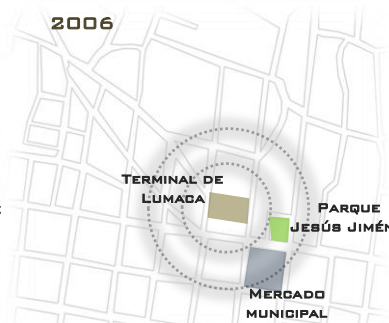 2006
Terminal de
Lumaca
Parque
Jesús Jimén
Mercado
municipal